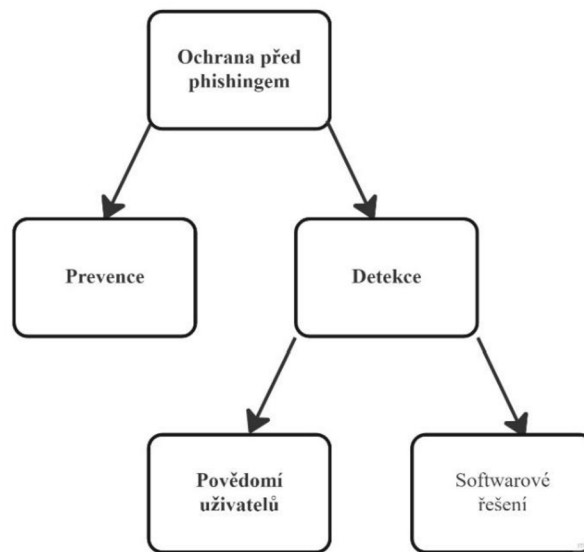 Ochrana před
phishingem
Prevence
Detekce
Povědomí
uživatelů
Softwarové
řešení